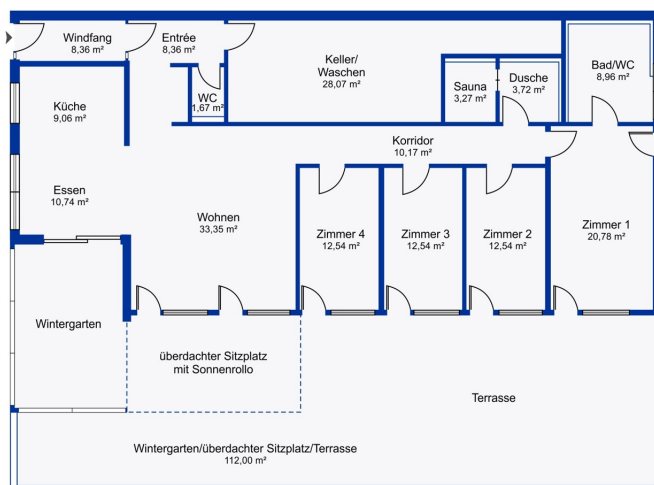 Windfang
8,36 m²
Entrée
8,36 m²
Keller/
Waschen
28,07 m²
Sauna
3,27 m²
Dusche
3,72 m²
Bad/WC
8,96 m²
Küche
9,06 m²
WC
1,67 m²
Korridor
10,17 m²
Essen
10,74 m²
Wohnen
33,35 m²
Zimmer 4
12,54 m²
Zimmer 3
12,54 m²
Zimmer 2
12,54 m²
Zimmer 1
20,78 m²
Wintergarten
überdachter Sitzplatz
mit Sonnenrollo
Terrasse
Wintergarten/überdachter Sitzplatz/Terrasse
112,00 m²